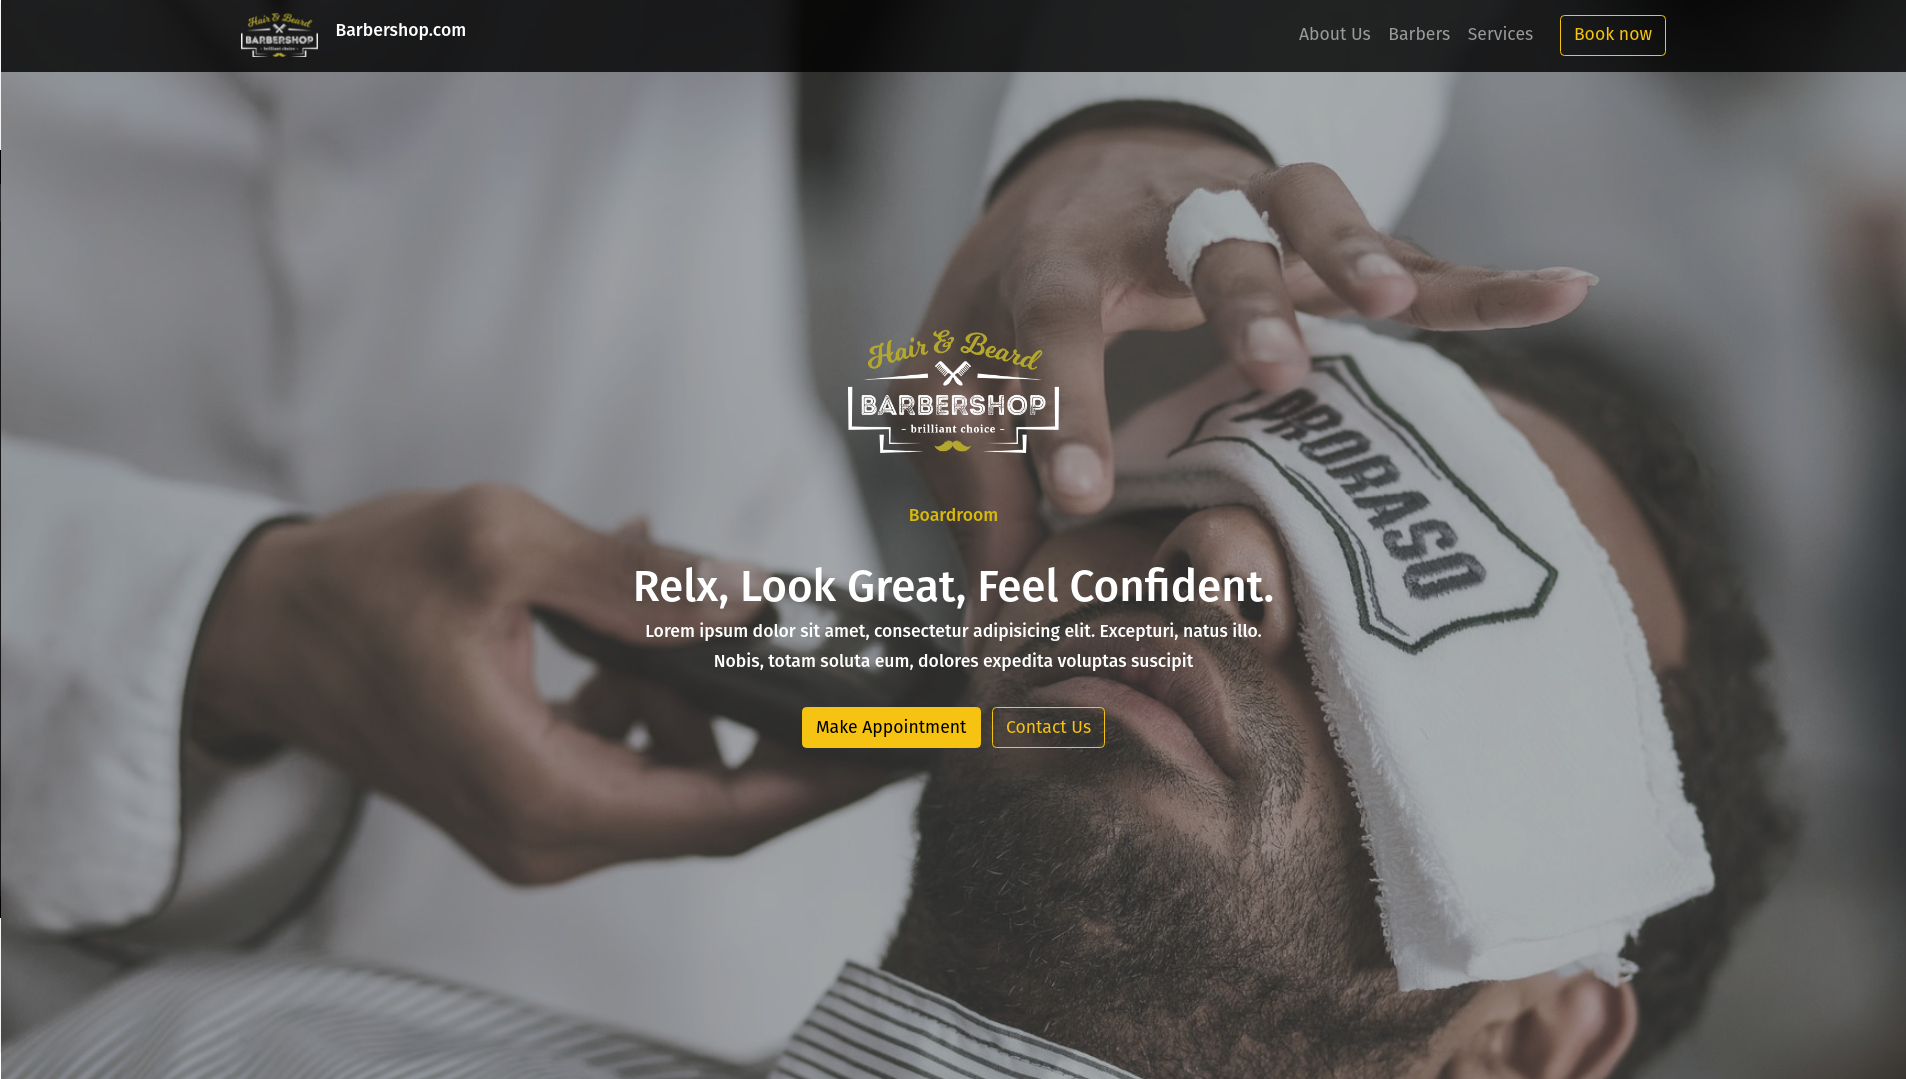 Hair & Beard
BARBERSHOP
- brilliant choice -
Barbershop.com
About Us
Barbers
Services
Book now
Hair & Beard
BARBERSHOP
- brilliant choice -
PRORASO
Boardroom
Relx, Look Great, Feel Confident.
Lorem ipsum dolor sit amet, consectetur adipisicing elit. Excepturi, natus illo.
Nobis, totam soluta eum, dolores expedita voluptas suscipit
Make Appointment
Contact Us